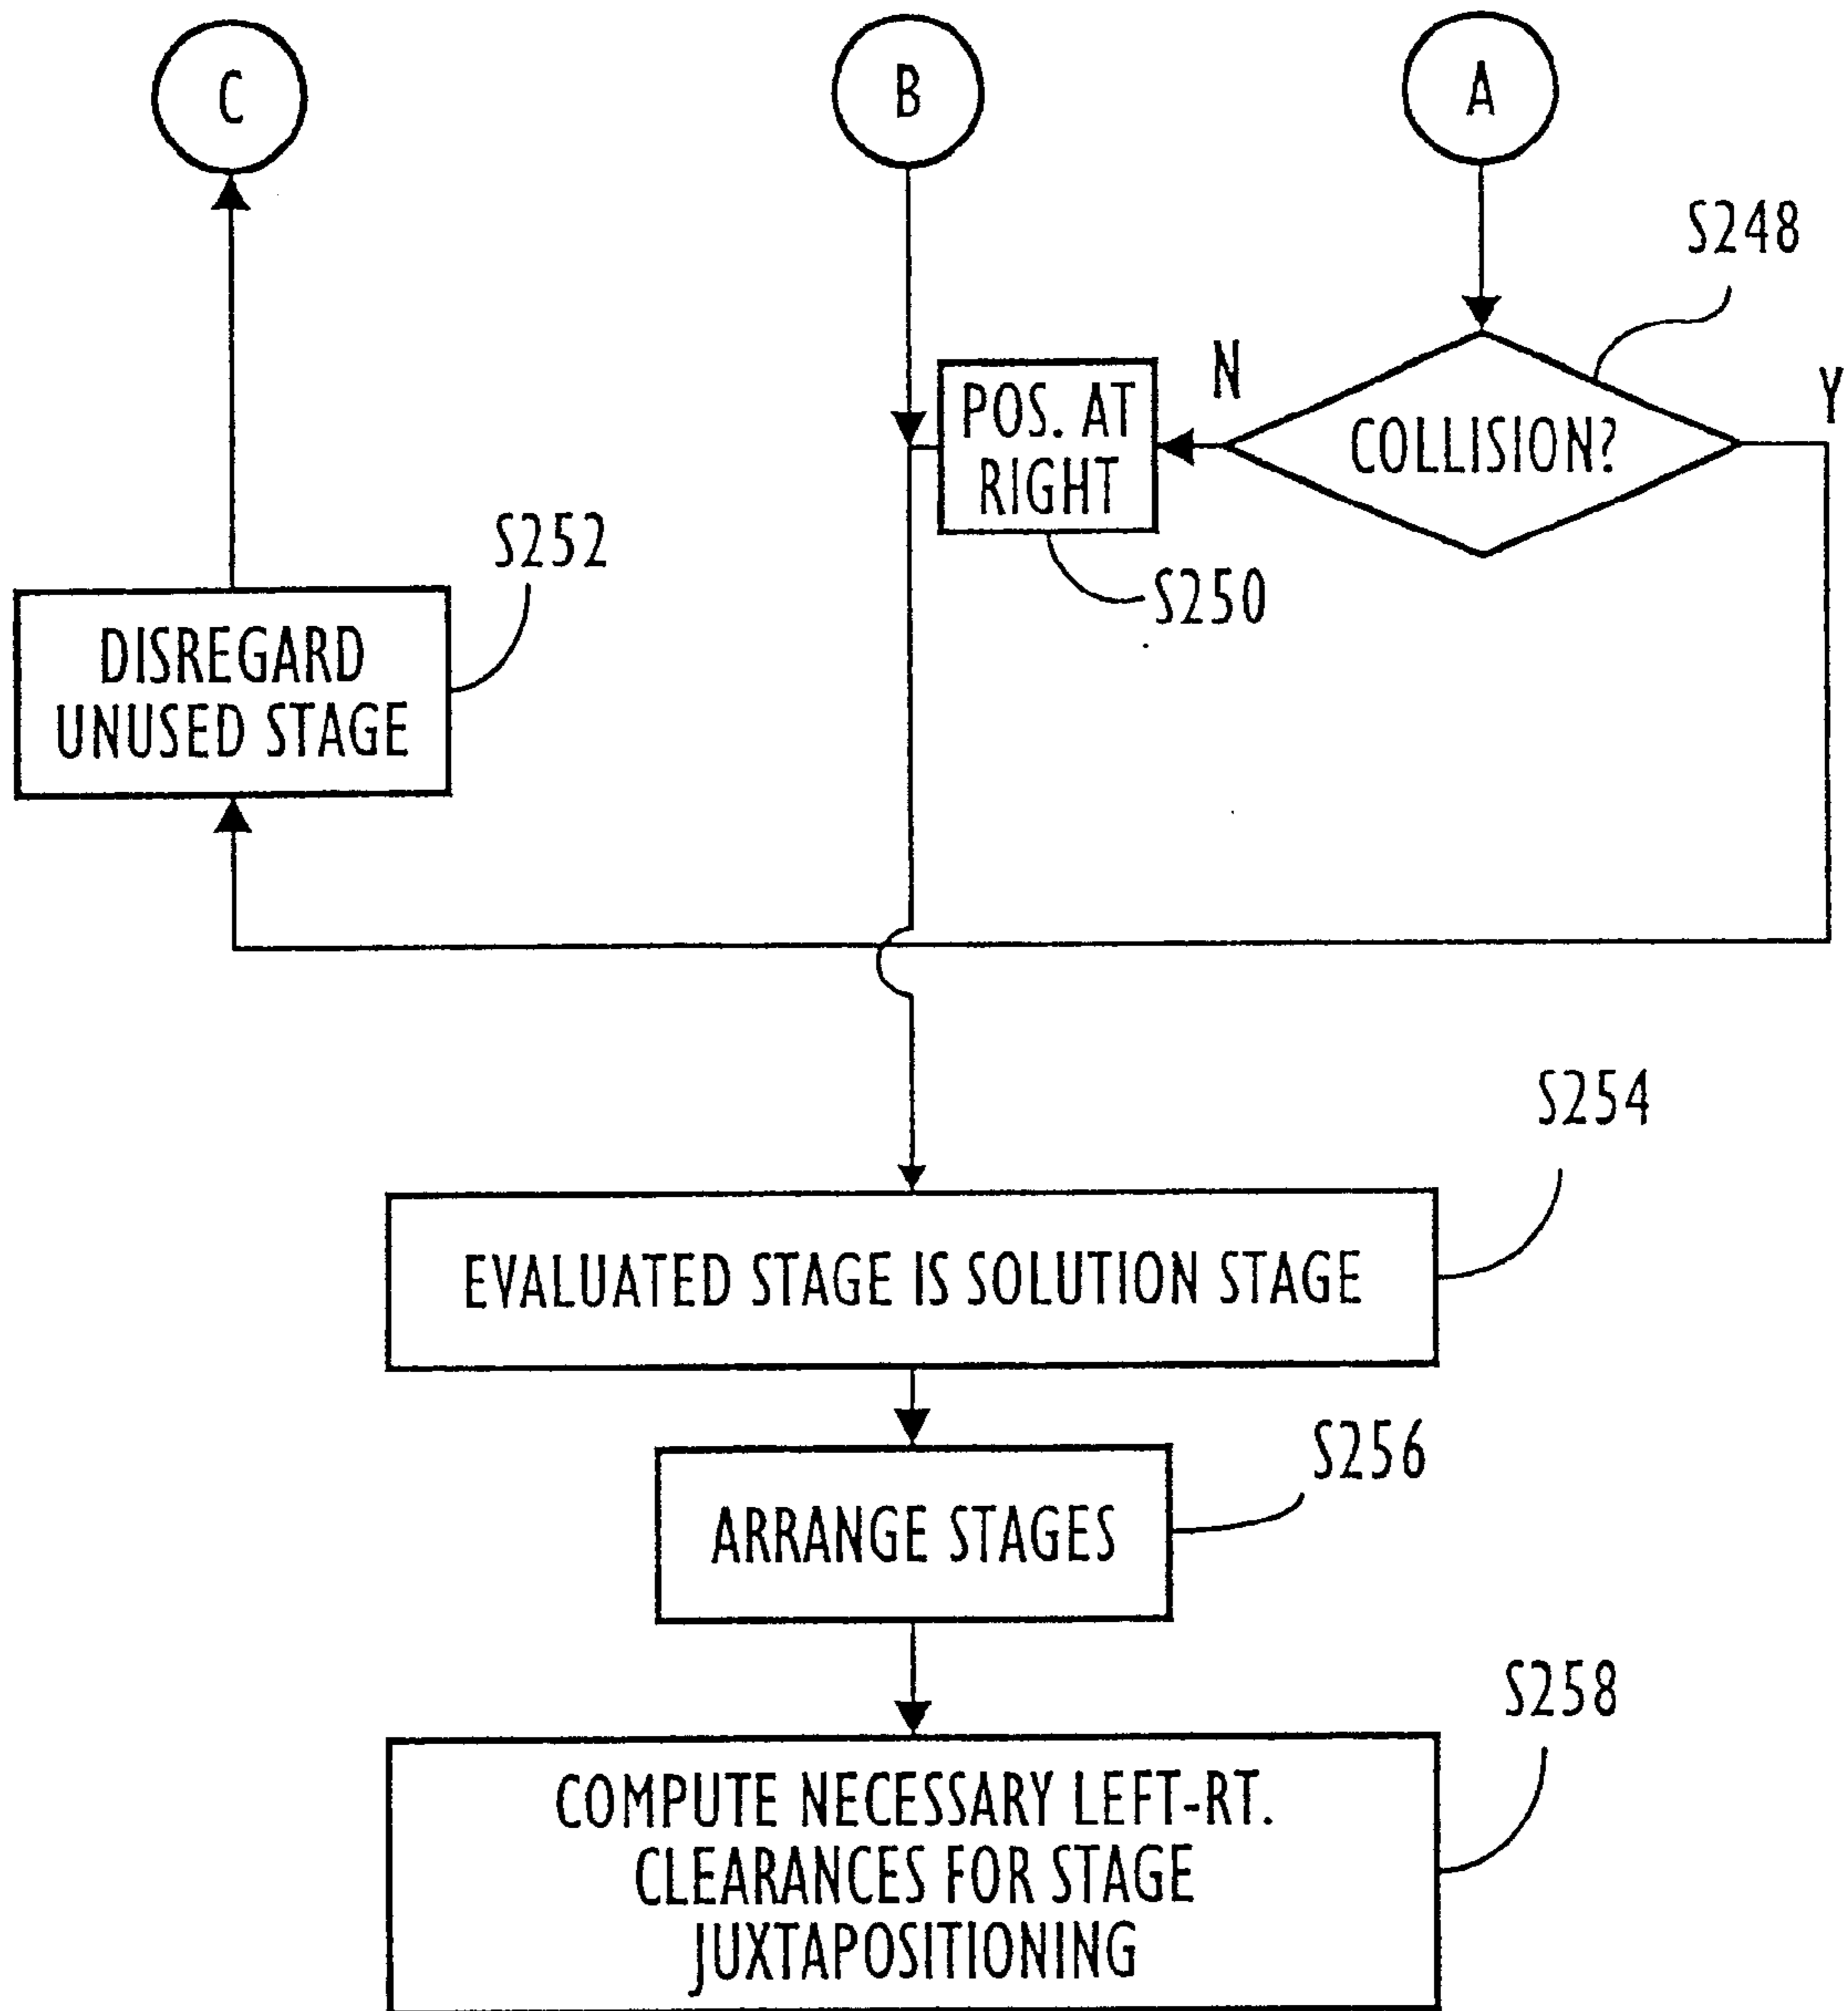 C
B
A
S248
N
Y
POS. AT
RIGHT
COLLISION?
S252
S250
DISREGARD
UNUSED STAGE
S254
EVALUATED STAGE IS SOLUTION STAGE
S256
ARRANGE STAGES
S258
COMPUTE NECESSARY LEFT-RT.
CLEARANCES FOR STAGE
JUXTAPOSITIONING